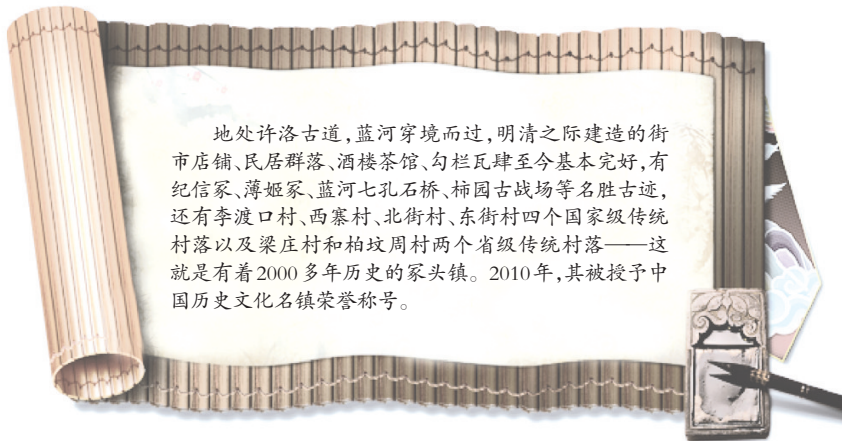 地处许洛古道,蓝河穿境而过,明清之际建造的街
市店铺、民居群落、酒楼茶馆、勾栏瓦肆至今基本完好,有
纪信冢、薄姬冢、蓝河七孔石桥、柿园古战场等名胜古迹,
还有李渡口村、西寨村、北街村、东街村四个国家级传统
村落以及梁庄村和柏坟周村两个省级传统村落——这
就是有着2000多年历史的冢头镇。2010年,其被授予中
国历史文化名镇荣誉称号。